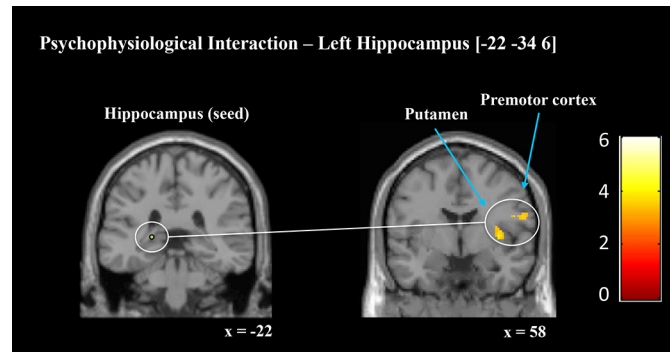 Psychophysiological Interaction – Left Hippocampus [-22 -34 6]
Premotor cortex
Hippocampus (seed)
Putamen
6
4
2
0
x = -22
x = 58